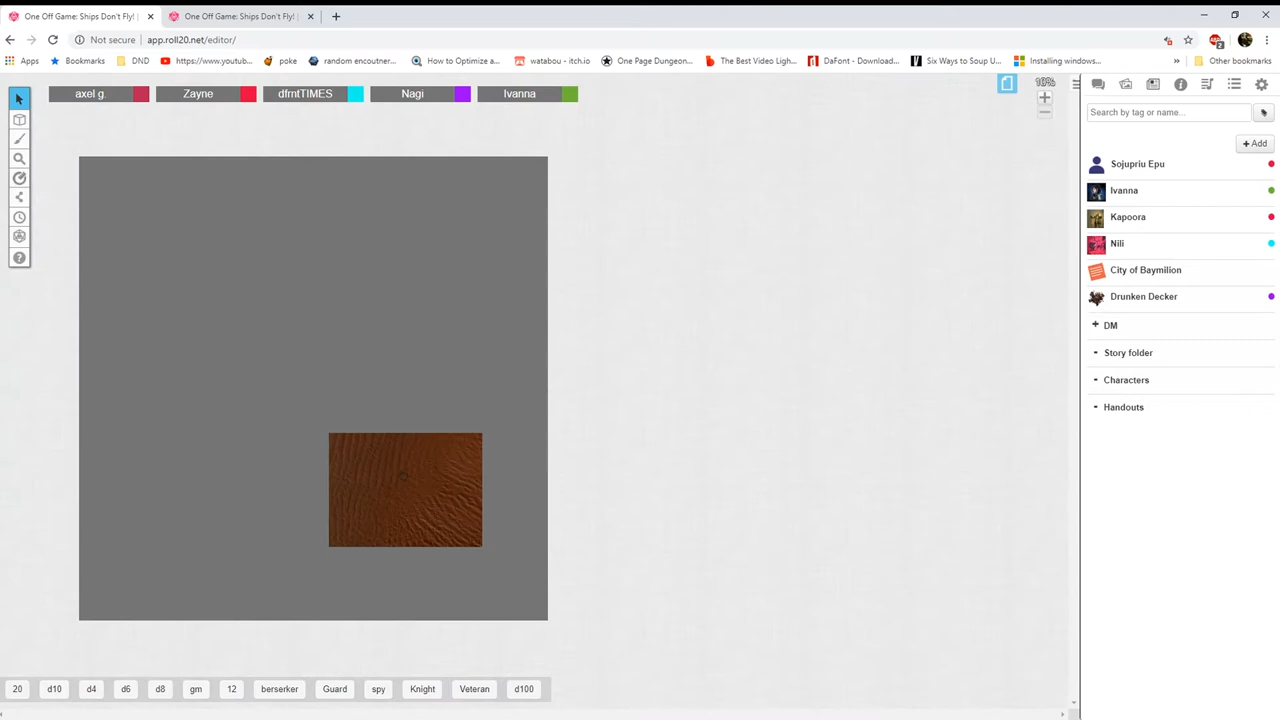 One Off Game: Ships Don't Fly! |
One Off Game: Ships Don't Fly! |
Not secure | app.roll20.net/editor/
Apps Bookmarks DND https://www.youtub... poke random encoutner... How to Optimize a... watabou - itch.io One Page Dungeon... The Best Video Ligh... DaFont - Download... Six Ways to Soup U... Installing windows... » Other bookmarks
axel g. Zayne dfmtTIMES Nagi Ivanna
10%
Search by tag or name...
+ Add
Sojupriu Epu
Ivanna
Kapoora
Nili
City of Baymilion
Drunken Decker
+ DM
- Story folder
- Characters
- Handouts
20 d10 d4 d6 d8 gm 12 berserker Guard spy Knight Veteran d100